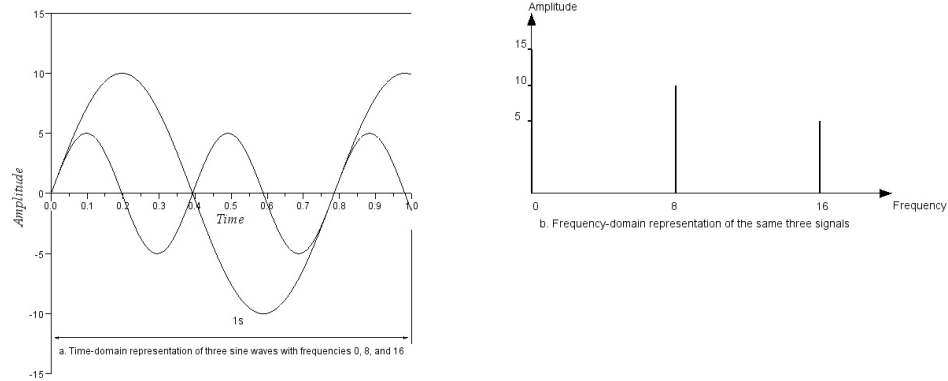 15
10
5
0
-5
-10
-15
Amplitude
0.0 0.1 0.2 0.3 0.4 0.5 0.6 0.7 0.8 0.9 1.0
Time
1s
a. Time-domain representation of three sine waves with frequencies 0, 8, and 16
Amplitude
15
10
5
0 8 16
Frequency
b. Frequency-domain representation of the same three signals